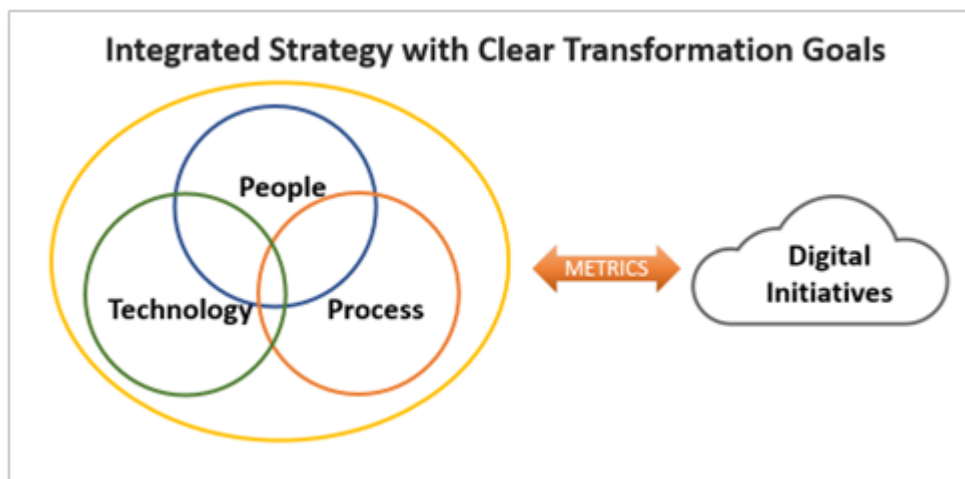 Integrated Strategy with Clear Transformation Goals
People
Technology
Process
METRICS
Digital
Initiatives